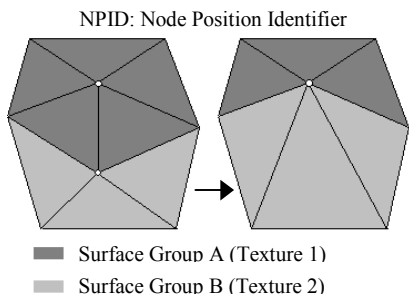 NPID: Node Position Identifier
Surface Group A (Texture 1)
Surface Group B (Texture 2)